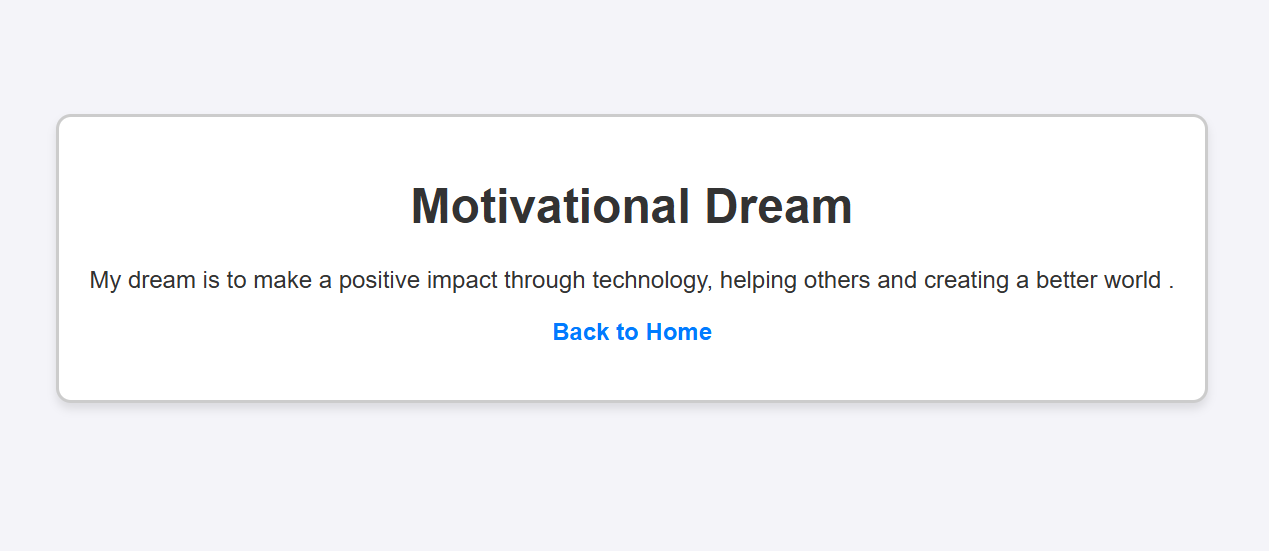 Motivational Dream
My dream is to make a positive impact through technology, helping others and creating a better world .
Back to Home